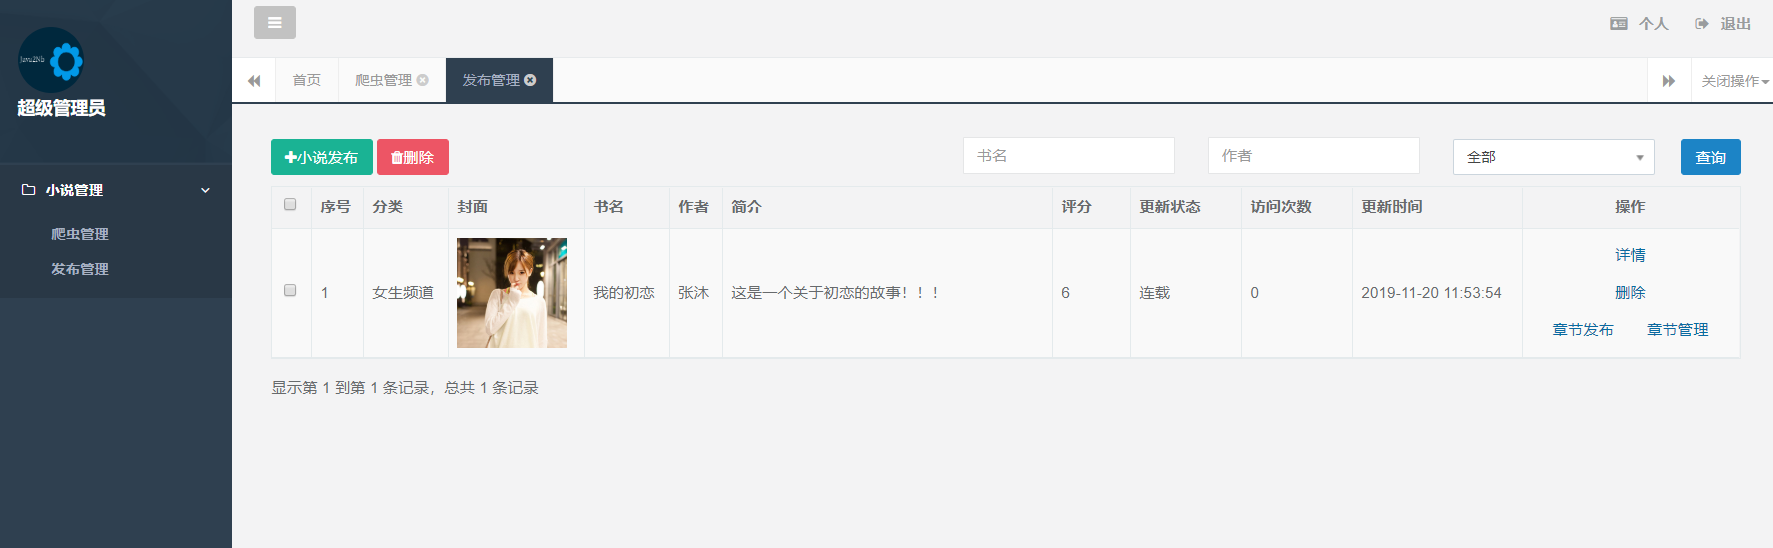 Java2Nb
超级管理员
小说管理
爬虫管理
发布管理
个人 退出
首页 爬虫管理 发布管理 关闭操作
小说发布 删除 书名 作者 全部 查询
序号 分类 封面 书名 作者 简介 评分 更新状态 访问次数 更新时间 操作
1 女生频道 我的初恋 张沐 这是一个关于初恋的故事！！！ 6 连载 0 2019-11-20 11:53:54
详情
删除
章节发布 章节管理
显示第 1 到第 1 条记录，总共 1 条记录